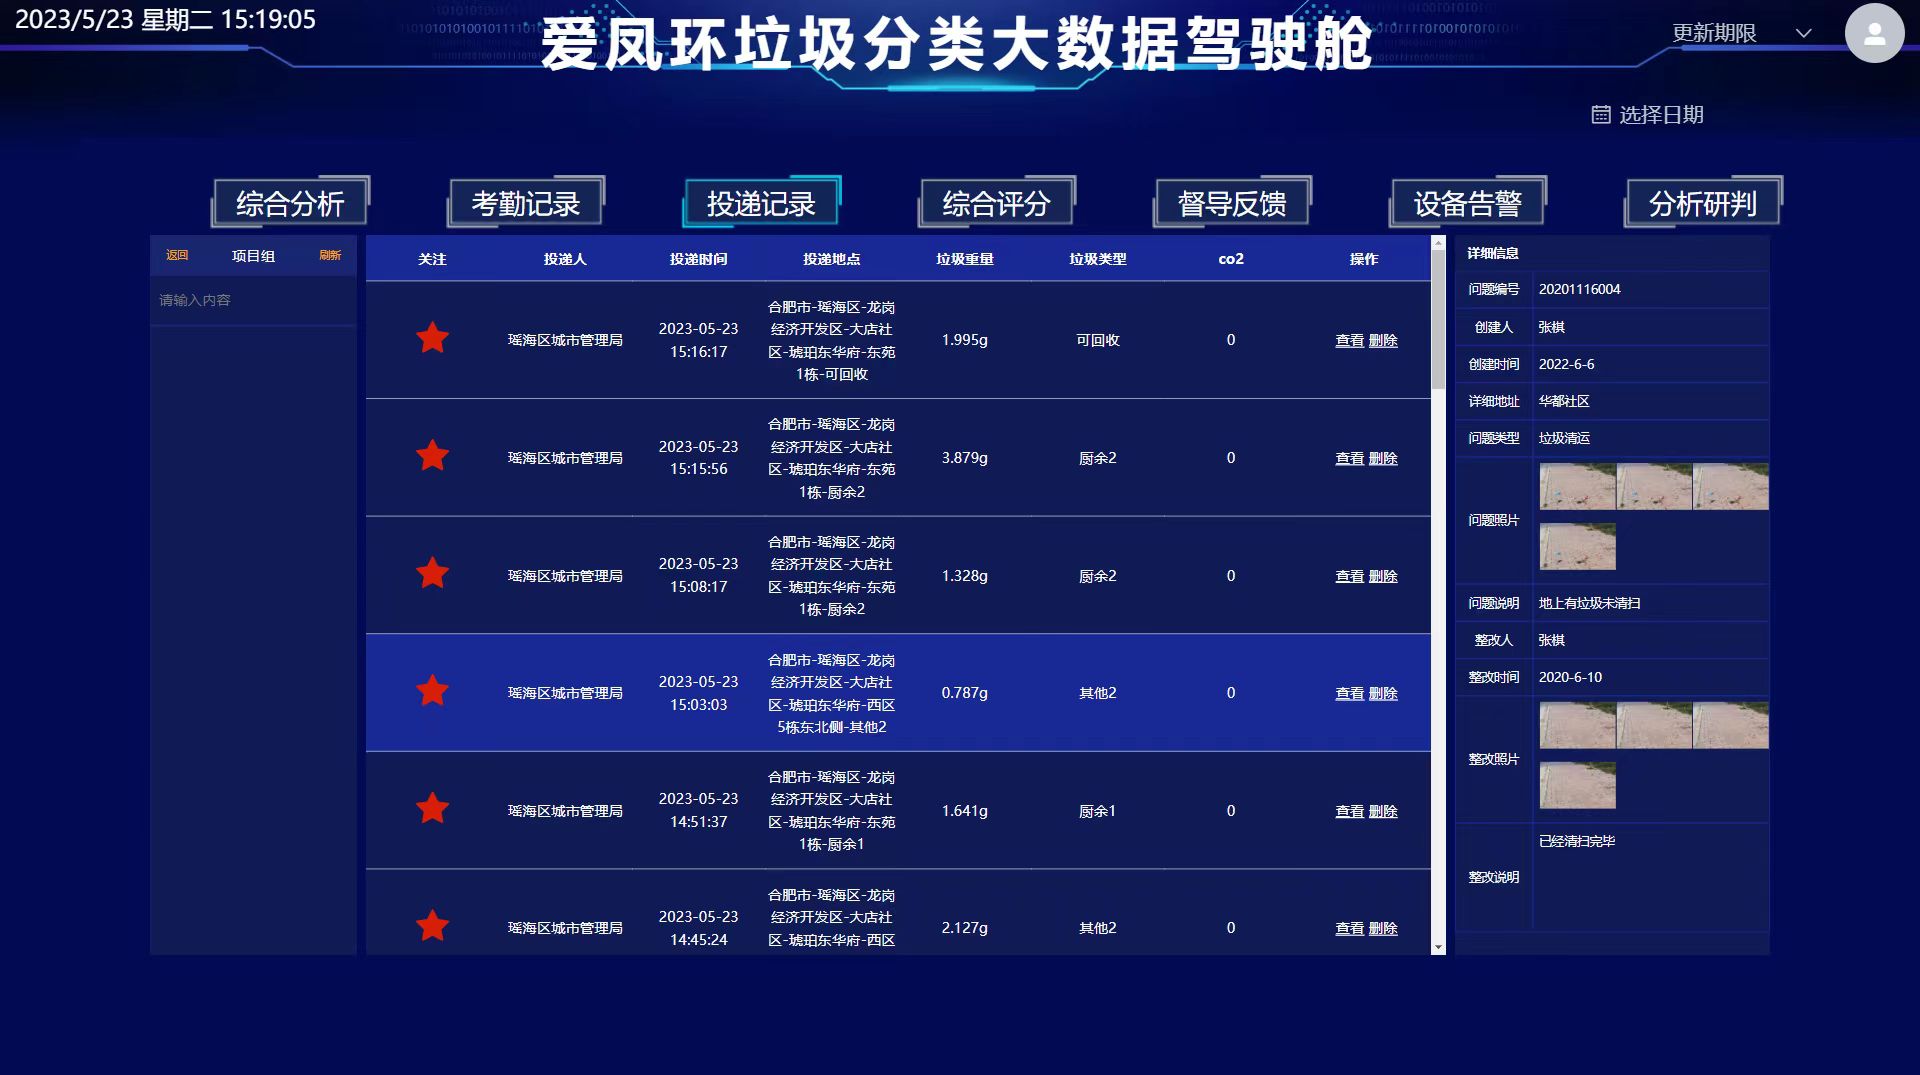 2023/5/23 星期二 15:19:05
爱凤环垃圾分类大数据驾驶舱
更新期限
选择日期
综合分析 考勤记录 投递记录 综合评分 督导反馈 设备告警 分析研判
返回 项目组 刷新
请输入内容
关注 投递人 投递时间 投递地点 垃圾重量 垃圾类型 co2 操作
瑶海区城市管理局 2023-05-23 15:16:17 合肥市-瑶海区-龙岗经济开发区-大店社区-琥珀东华府-东苑1栋-可回收 1.995g 可回收 0 查看 删除
瑶海区城市管理局 2023-05-23 15:15:56 合肥市-瑶海区-龙岗经济开发区-大店社区-琥珀东华府-东苑1栋-厨余2 3.879g 厨余2 0 查看 删除
瑶海区城市管理局 2023-05-23 15:08:17 合肥市-瑶海区-龙岗经济开发区-大店社区-琥珀东华府-东苑1栋-厨余2 1.328g 厨余2 0 查看 删除
瑶海区城市管理局 2023-05-23 15:03:03 合肥市-瑶海区-龙岗经济开发区-大店社区-琥珀东华府-西区5栋东北侧-其他2 0.787g 其他2 0 查看 删除
瑶海区城市管理局 2023-05-23 14:51:37 合肥市-瑶海区-龙岗经济开发区-大店社区-琥珀东华府-东苑1栋-厨余1 1.641g 厨余1 0 查看 删除
瑶海区城市管理局 2023-05-23 14:45:24 合肥市-瑶海区-龙岗经济开发区-大店社区-琥珀东华府-西区 2.127g 其他2 0 查看 删除
详细信息
问题编号 20201116004
创建人 张棋
创建时间 2022-6-6
详细地址 华都社区
问题类型 垃圾清运
问题照片
问题说明 地上有垃圾未清扫
整改人 张棋
整改时间 2020-6-10
整改照片
整改说明 已经清扫完毕